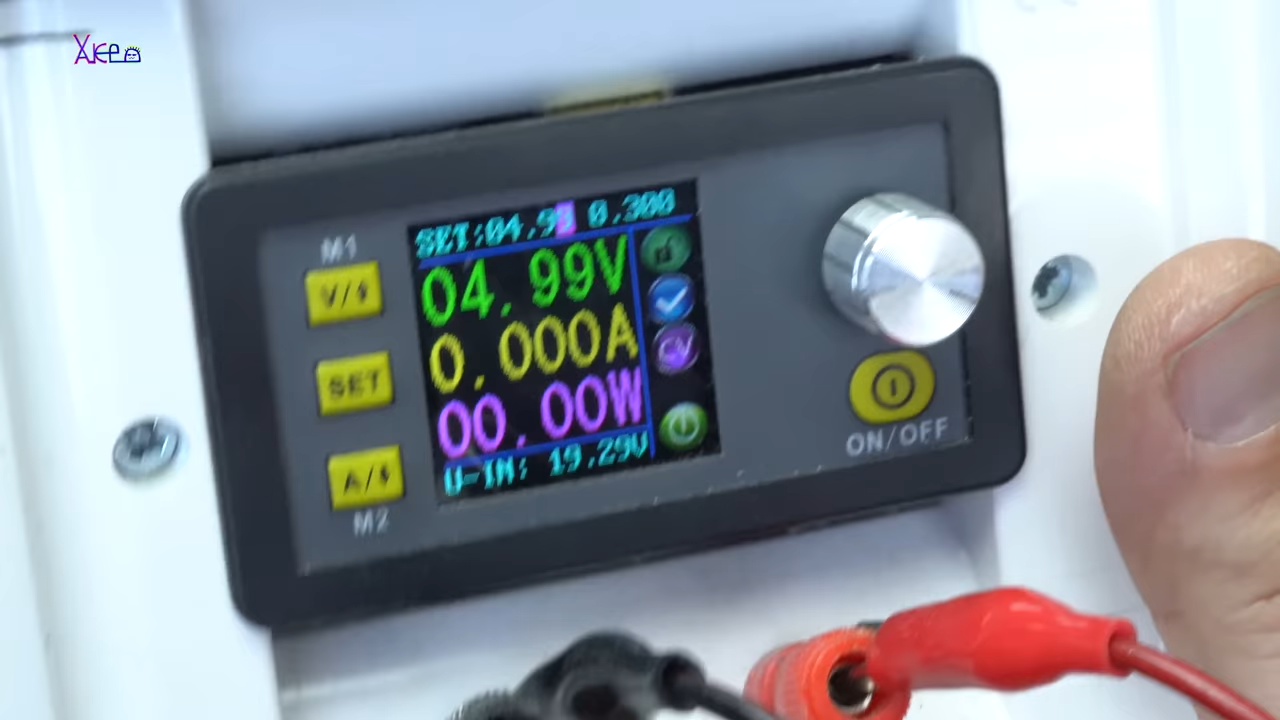 M1
V/
SET
A/
M2
SET:04.9 0.300
04.99V
0.000A
00.00W
U-IN: 19.29V
CV
ON/OFF